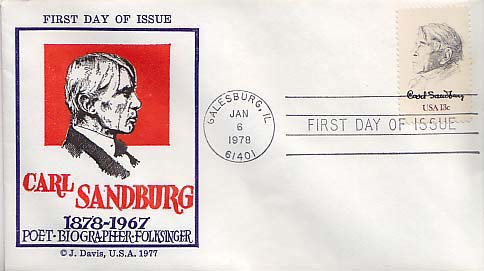 FIRST DAY OF ISSUE
CARL
SANDBURG
1878-1967
POET-BIOGRAPHER-FOLKSINGER
© J. Davis, U.S.A. 1977
GALESBURG, IL
JAN
6
1978
61401
Carl Sandburg
USA 13c
FIRST DAY OF ISSUE